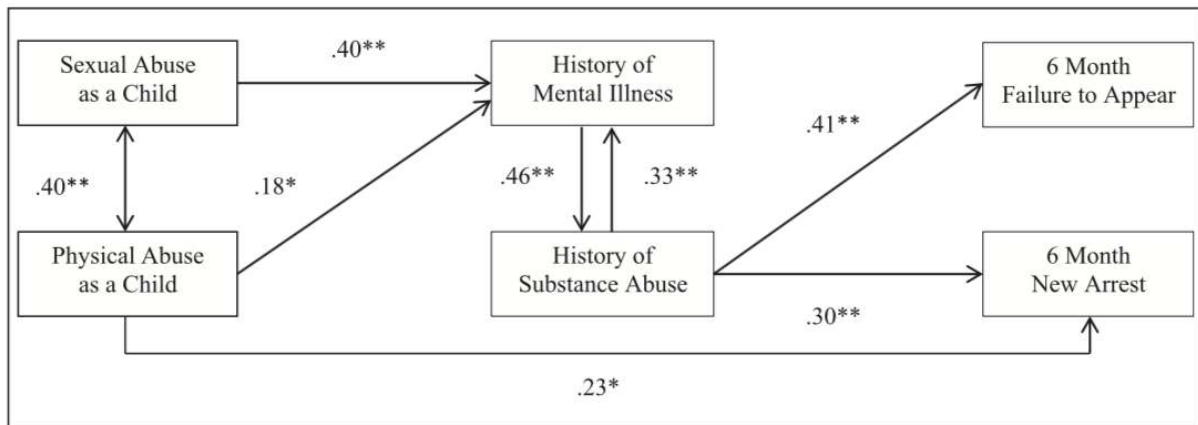 Sexual Abuse
as a Child
.40**
History of
Mental Illness
6 Month
Failure to Appear
.40**
.18*
.46**
.33**
.41**
Physical Abuse
as a Child
History of
Substance Abuse
6 Month
New Arrest
.30**
.23*